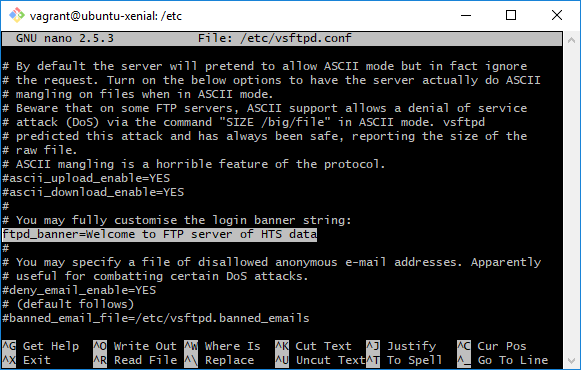 vagrant@ubuntu-xenial: /etc
GNU nano 2.5.3 File: /etc/vsftpd.conf
# By default the server will pretend to allow ASCII mode but in fact ignore
# the request. Turn on the below options to have the server actually do ASCII
# mangling on files when in ASCII mode.
# Beware that on some FTP servers, ASCII support allows a denial of service
# attack (DoS) via the command "SIZE /big/file" in ASCII mode. vsftpd
# predicted this attack and has always been safe, reporting the size of the
# raw file.
# ASCII mangling is a horrible feature of the protocol.
#ascii_upload_enable=YES
#ascii_download_enable=YES
#
# You may fully customise the login banner string:
ftpd_banner=Welcome to FTP server of HTS data
#
# You may specify a file of disallowed anonymous e-mail addresses. Apparently
# useful for combatting certain DoS attacks.
#deny_email_enable=YES
# (default follows)
#banned_email_file=/etc/vsftpd.banned_emails
^G Get Help ^O Write Out ^W Where Is ^K Cut Text ^J Justify ^C Cur Pos
^X Exit ^R Read File ^\ Replace ^U Uncut Text ^T To Spell ^_ Go To Line